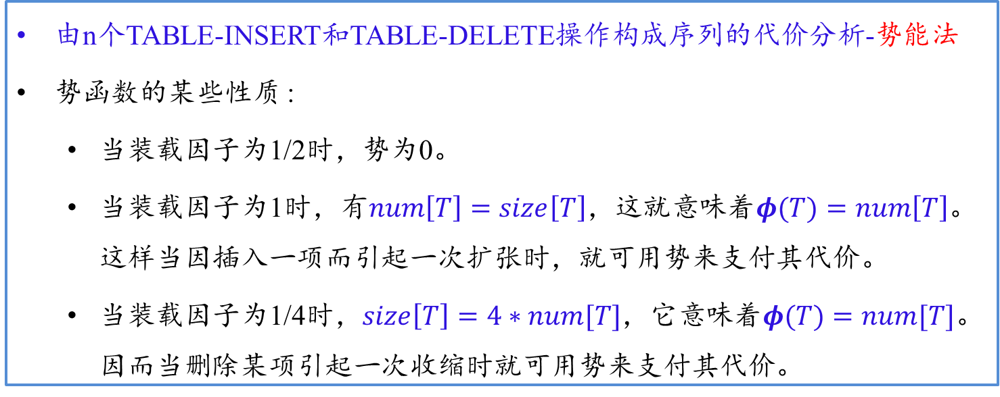 • 由n个TABLE-INSERT和TABLE-DELETE操作构成序列的代价分析-势能法
• 势函数的某些性质:
• 当装载因子为1/2时，势为0。
• 当装载因子为1时，有num[T] = size[T]，这就意味着ϕ(T) = num[T]。
这样当因插入一项而引起一次扩张时，就可用势来支付其代价。
• 当装载因子为1/4时，size[T] = 4 * num[T]，它意味着ϕ(T) = num[T]。
因而当删除某项引起一次收缩时就可用势来支付其代价。